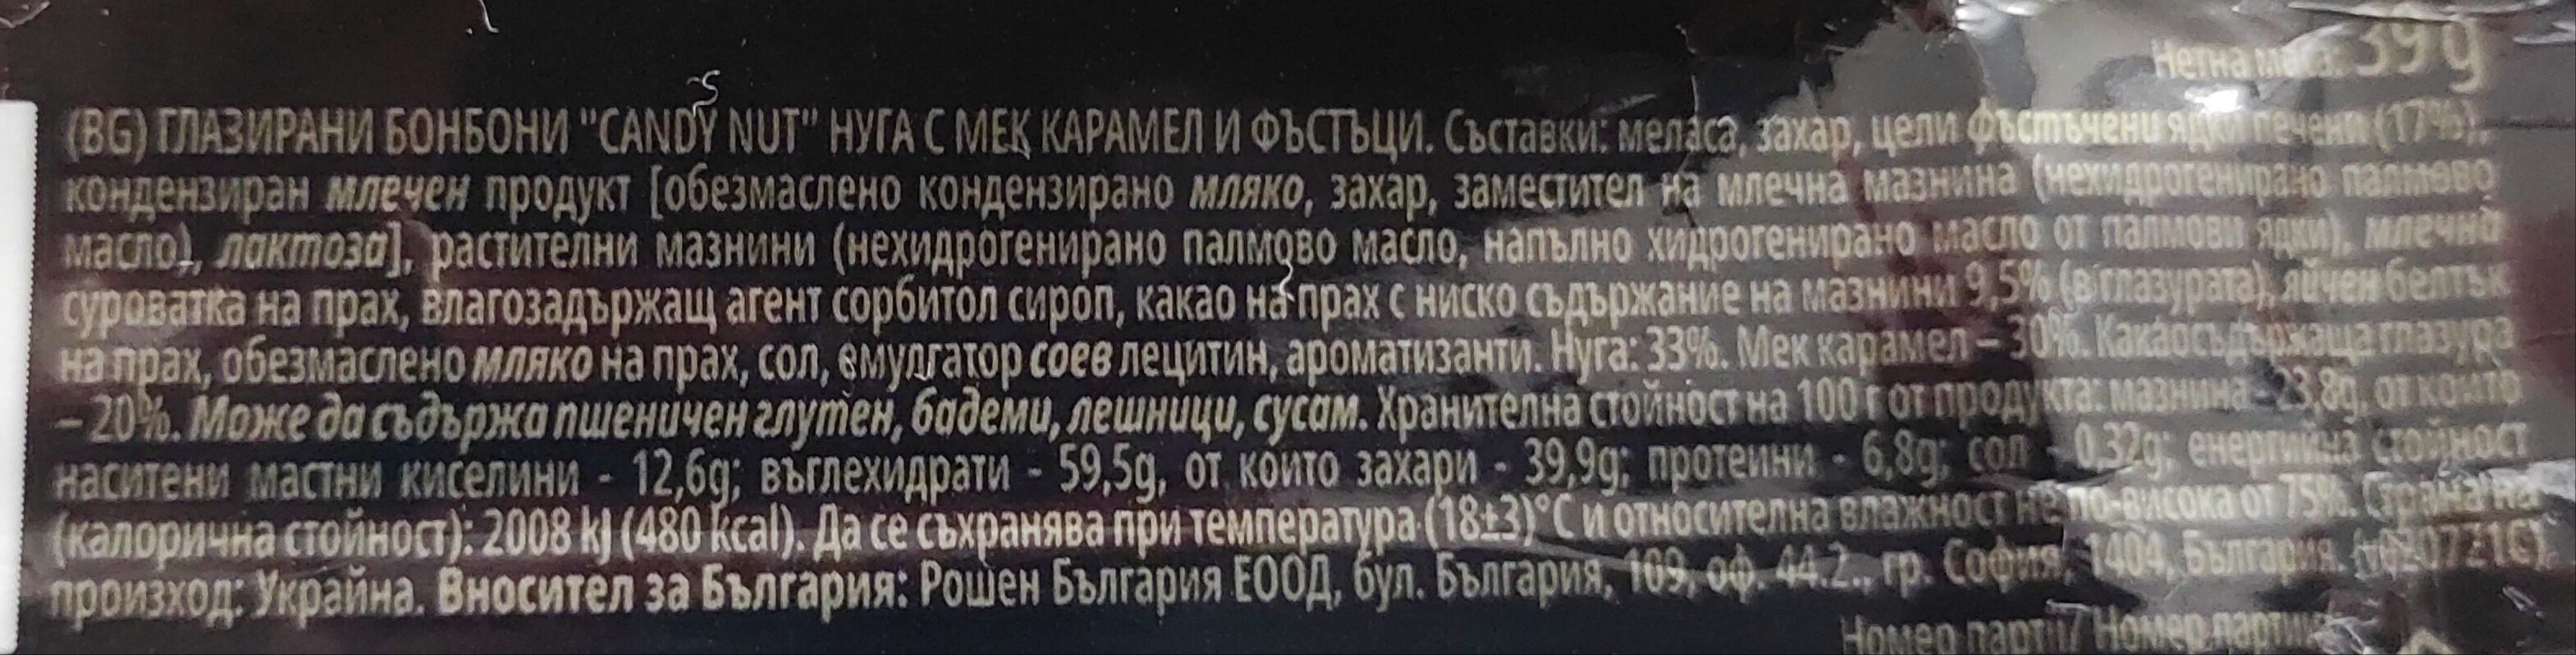 Нетна маса: 39 g
(BG) ГЛАЗИРАНИ БОНБОНИ "CANDY NUT" НУГА С МЕК КАРАМЕЛ И ФЪСТЪЦИ. Съставки: меласа, захар, цели фъстъчени ядки печени (17%),
кондензиран млечен продукт [обезмаслено кондензирано мляко, захар, заместител на млечна мазнина (нехидрогенирано палмово
масло), лактоза], растителни мазнини (нехидрогенирано палмово масло, напълно хидрогенирано масло от палмови ядки), млечна
суроватка на прах, влагозадържащ агент сорбитол сироп, какао на прах с ниско съдържание на мазнини 9,5% (в глазурата), яйчен белтък
на прах, обезмаслено мляко на прах, сол, емулгатор соев лецитин, ароматизанти. Нуга: 33%. Мек карамел – 30%. Какаосъдържаща глазура
– 20%. Може да съдържа пшеничен глутен, бадеми, лешници, сусам. Хранителна стойност на 100 г от продукта: мазнина - 23,8g, от които
наситени мастни киселини - 12,6g; въглехидрати - 59,5g, от които захари - 39,9g; протеини - 6,8g; сол - 0,32g; енергийна стойност
(калорична стойност): 2008 kJ (480 kcal). Да се съхранява при температура (18±3)°C и относителна влажност не по-висока от 75%. Страна на
произход: Украйна. Вносител за България: Рошен България ЕООД, бул. България, 109, оф. 44.2., гр. София, 1404, България.
Номер партії / Номер партии